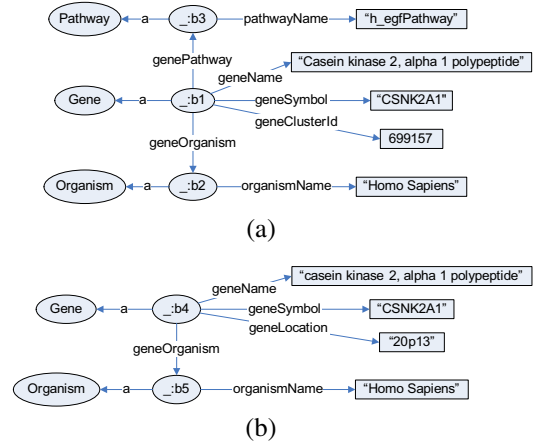 Pathway a _:b3 pathwayName "h_egfPathway"
genePathway
geneName "Casein kinase 2, alpha 1 polypeptide"
Gene a _:b1 geneSymbol "CSNK2A1"
geneClusterId
699157
geneOrganism
Organism a _:b2 organismName "Homo Sapiens"
(a)
geneName "casein kinase 2, alpha 1 polypeptide"
Gene a _:b4 geneSymbol "CSNK2A1"
geneLocation
"20p13"
geneOrganism
Organism a _:b5 organismName "Homo Sapiens"
(b)